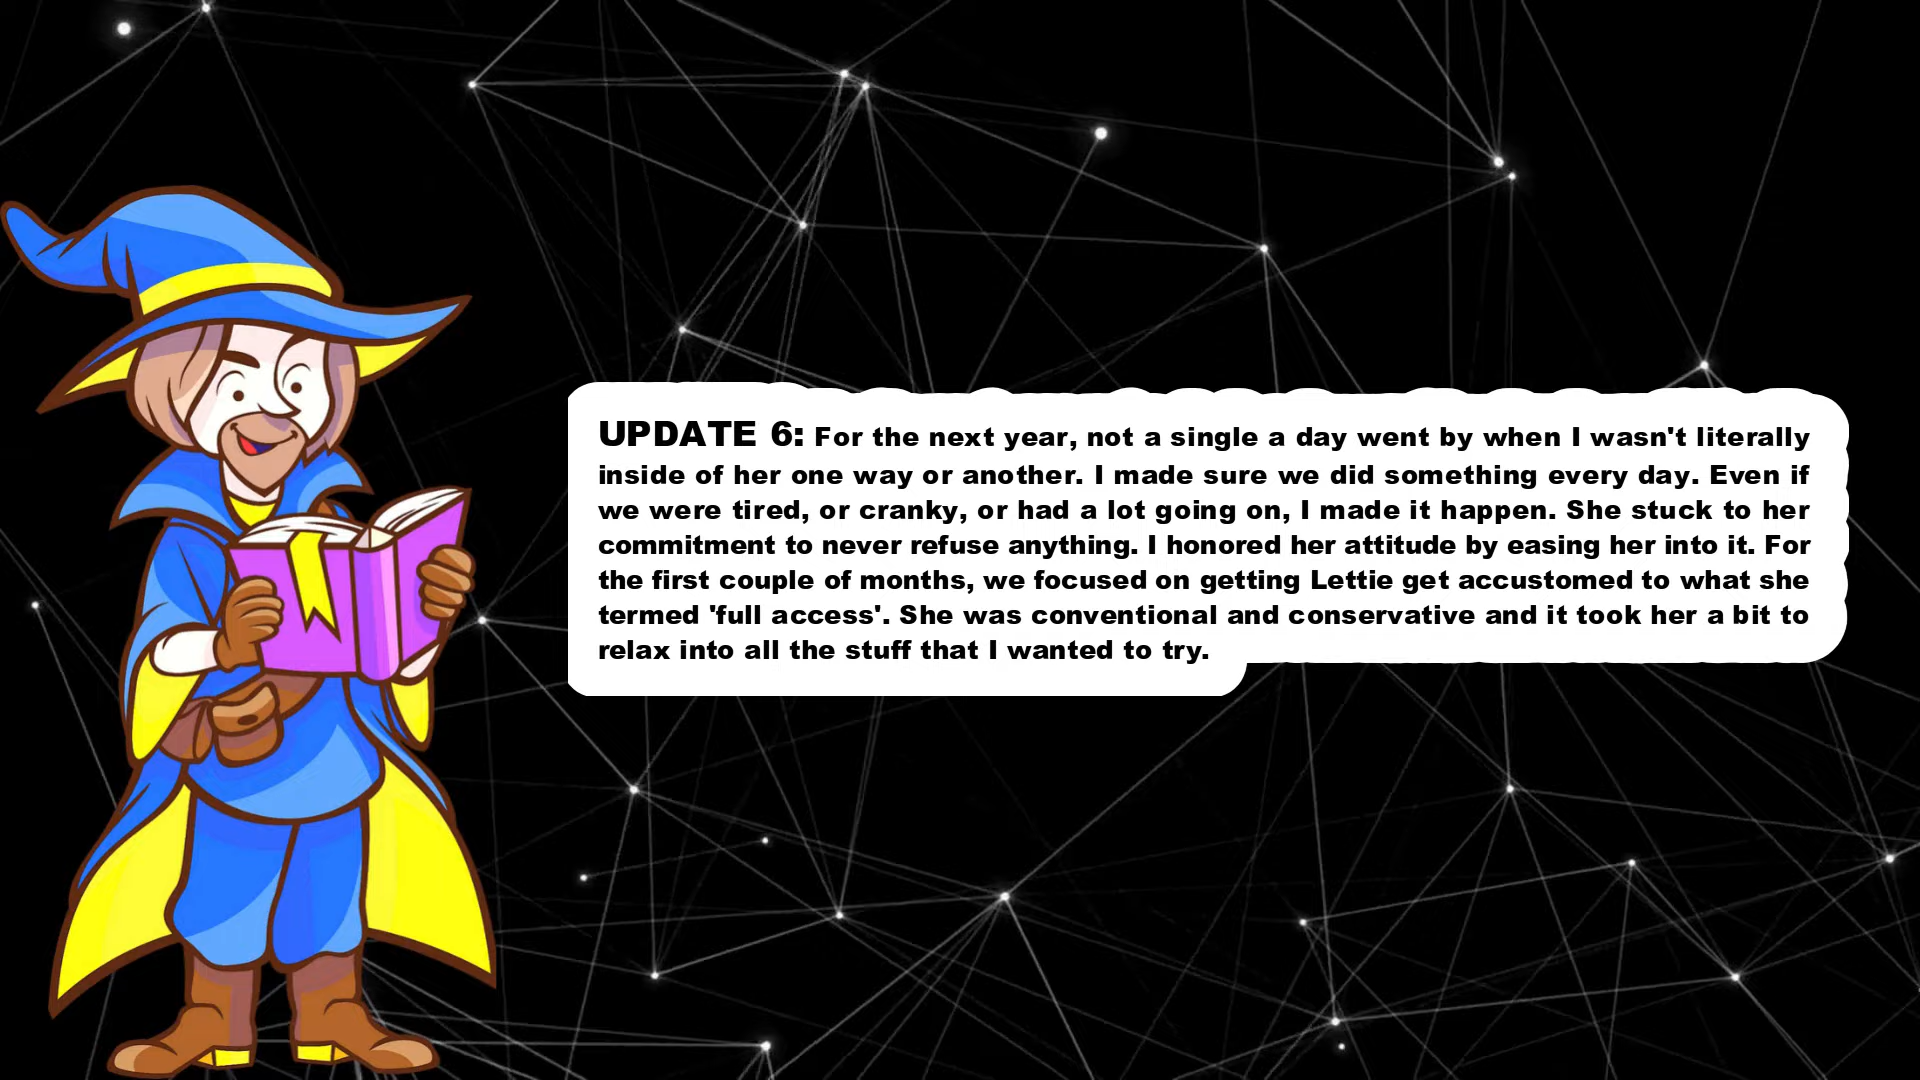 UPDATE 6: For the next year, not a single a day went by when I wasn't literally
inside of her one way or another. I made sure we did something every day. Even if
we were tired, or cranky, or had a lot going on, I made it happen. She stuck to her
commitment to never refuse anything. I honored her attitude by easing her into it. For
the first couple of months, we focused on getting Lettie get accustomed to what she
termed 'full access'. She was conventional and conservative and it took her a bit to
relax into all the stuff that I wanted to try.